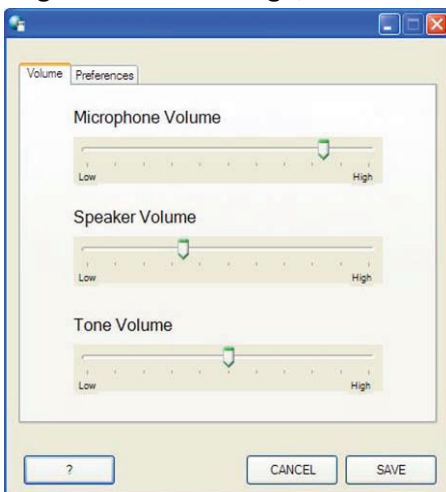 Volume Preferences
Microphone Volume
Low High
Speaker Volume
Low High
Tone Volume
Low High
? CANCEL SAVE